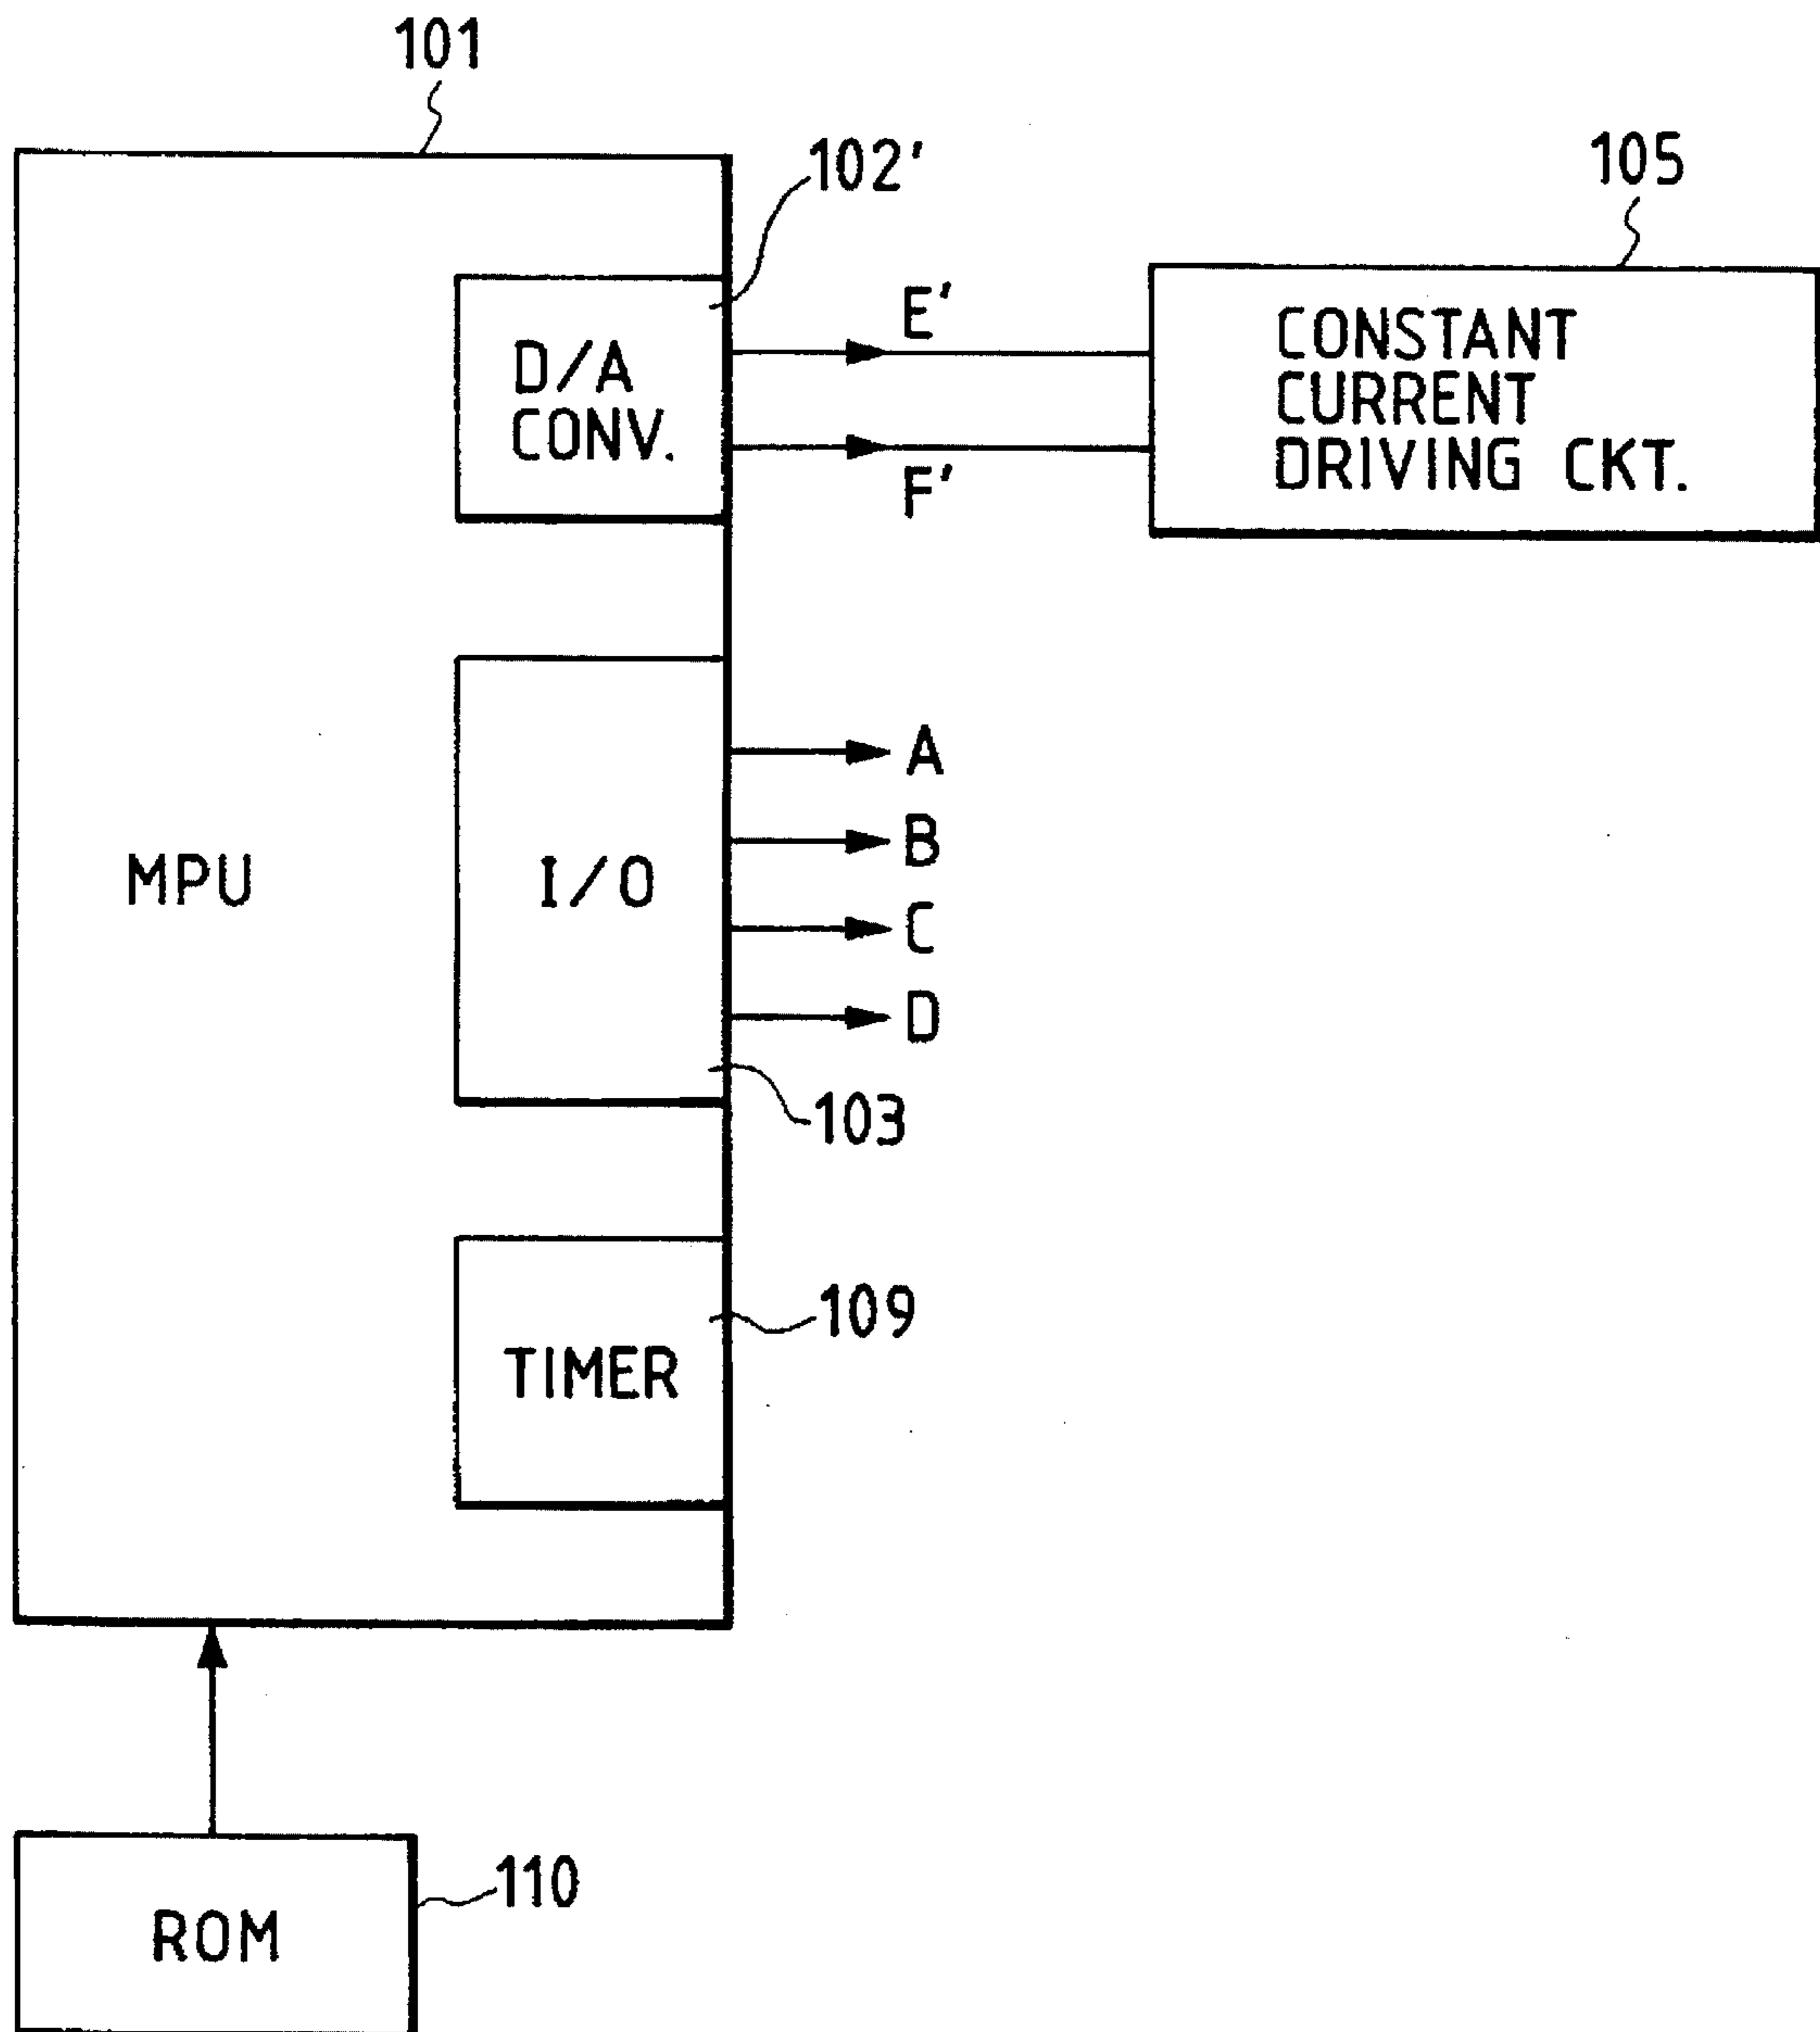 101
102'
105
D/A
CONV.
E'
F'
CONSTANT
CURRENT
DRIVING CKT.
MPU
I/O
A
B
C
D
103
TIMER
109
ROM
110